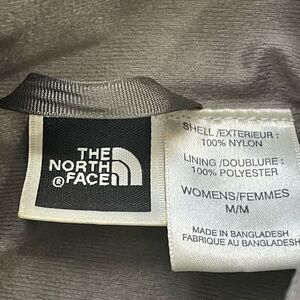 THE
NORTH
® FACE
SHELL /EXTERIEUR :
100% NYLON
LINING /DOUBLURE :
100% POLYESTER
WOMENS/FEMMES
M/M
MADE IN BANGLADESH
FABRIQUE AU BANGLADESH